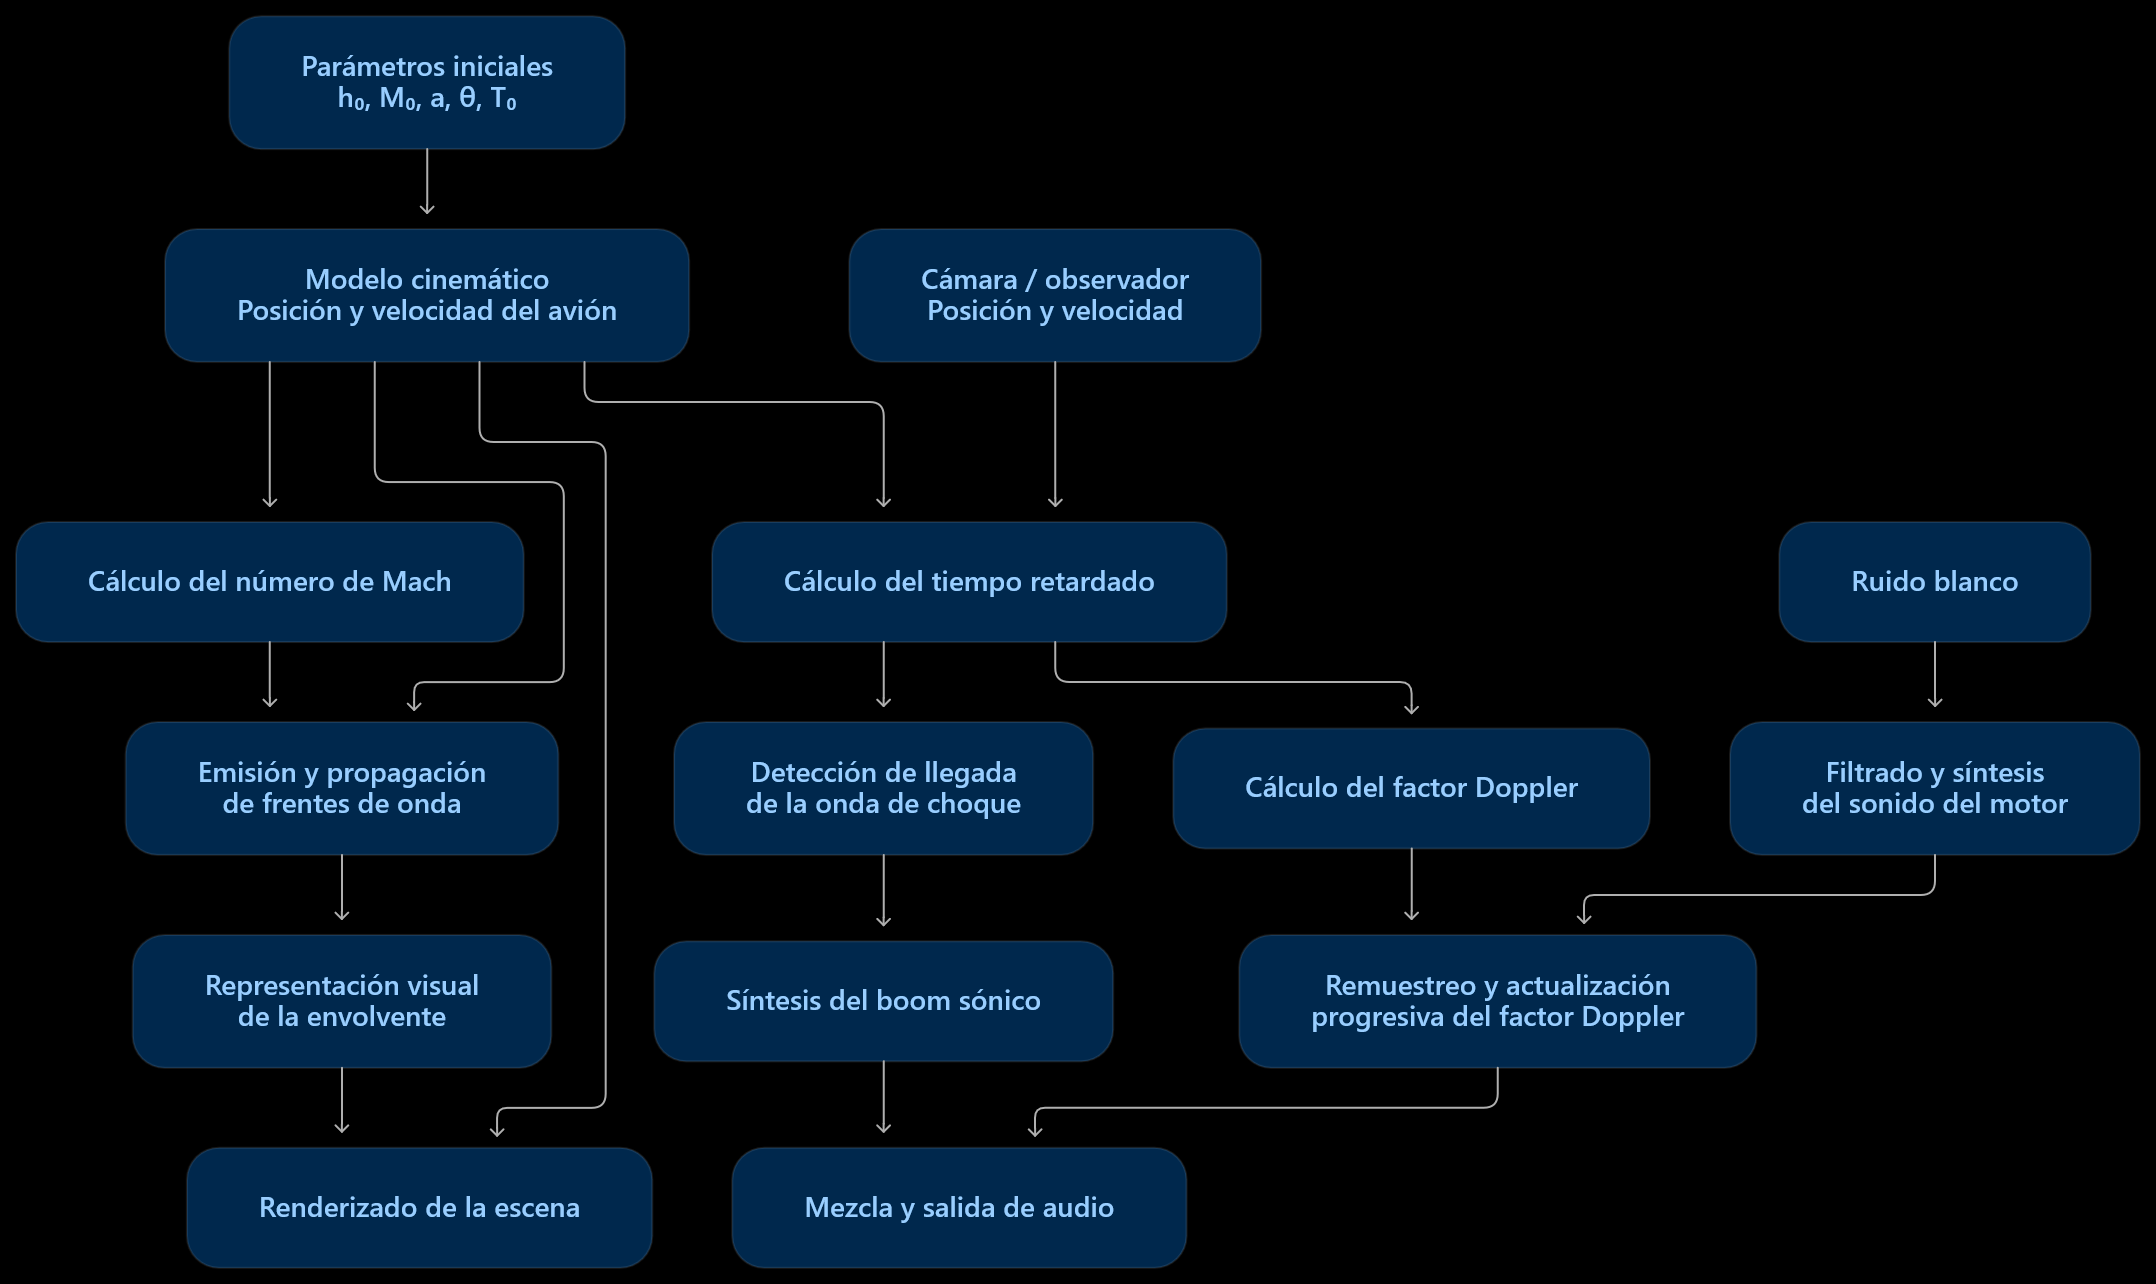 Parámetros iniciales
h₀, M₀, a, θ, T₀
Modelo cinemático
Posición y velocidad del avión
Cámara / observador
Posición y velocidad
Cálculo del número de Mach
Cálculo del tiempo retardado
Ruido blanco
Emisión y propagación
de frentes de onda
Detección de llegada
de la onda de choque
Cálculo del factor Doppler
Filtrado y síntesis
del sonido del motor
Representación visual
de la envolvente
Síntesis del boom sónico
Remuestreo y actualización
progresiva del factor Doppler
Renderizado de la escena
Mezcla y salida de audio